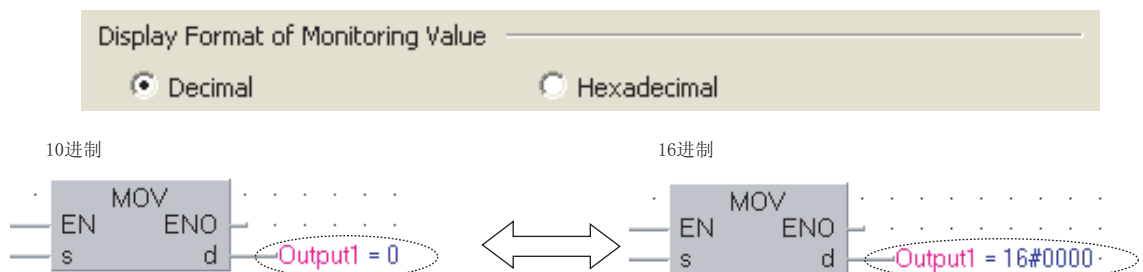 Display Format of Monitoring Value
Decimal Hexadecimal
10进制 16进制
MOV MOV
EN ENO EN ENO
s d Output1 = 0 s d Output1 = 16#0000